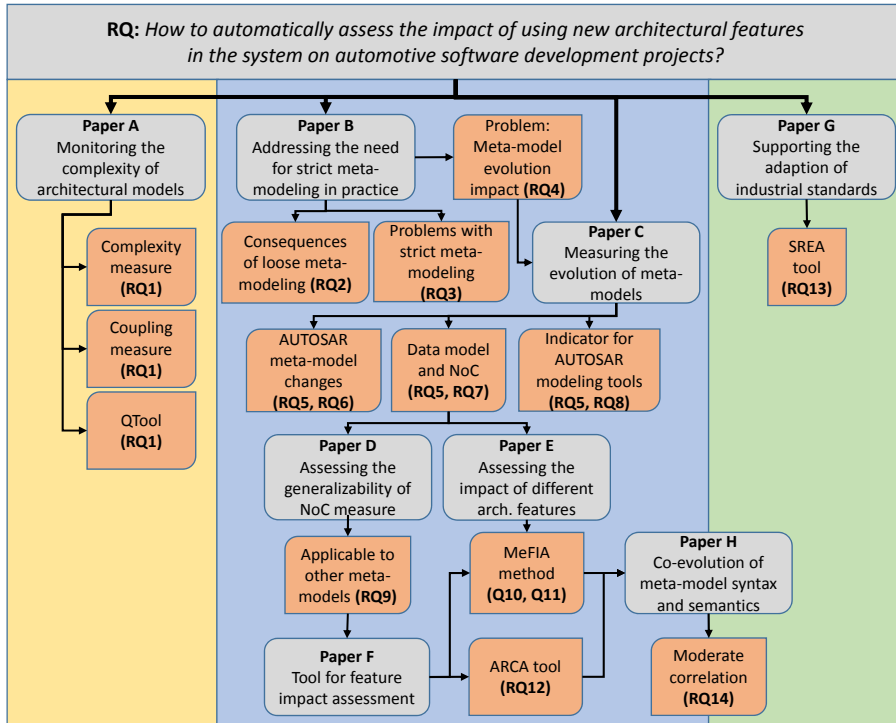 RQ: How to automatically assess the impact of using new architectural features
in the system on automotive software development projects?
Paper A
Monitoring the
complexity of
architectural models
Paper B
Addressing the need
for strict meta-
modeling in practice
Problem:
Meta-model
evolution
impact (RQ4)
Paper G
Supporting the
adaption of
industrial standards
Complexity
measure
(RQ1)
Consequences
of loose meta-
modeling (RQ2)
Problems with
strict meta-
modeling
(RQ3)
Paper C
Measuring the
evolution of meta-
models
SREA
tool
(RQ13)
Coupling
measure
(RQ1)
AUTOSAR
meta-model
changes
(RQ5, RQ6)
Data model
and NoC
(RQ5, RQ7)
Indicator for
AUTOSAR
modeling tools
(RQ5, RQ8)
QTool
(RQ1)
Paper D
Assessing the
generalizability of
NoC measure
Paper E
Assessing the
impact of different
arch. features
Applicable to
other meta-
models (RQ9)
MeFIA
method
(Q10, Q11)
Paper H
Co-evolution of
meta-model syntax
and semantics
Paper F
Tool for feature
impact assessment
ARCA tool
(RQ12)
Moderate
correlation
(RQ14)